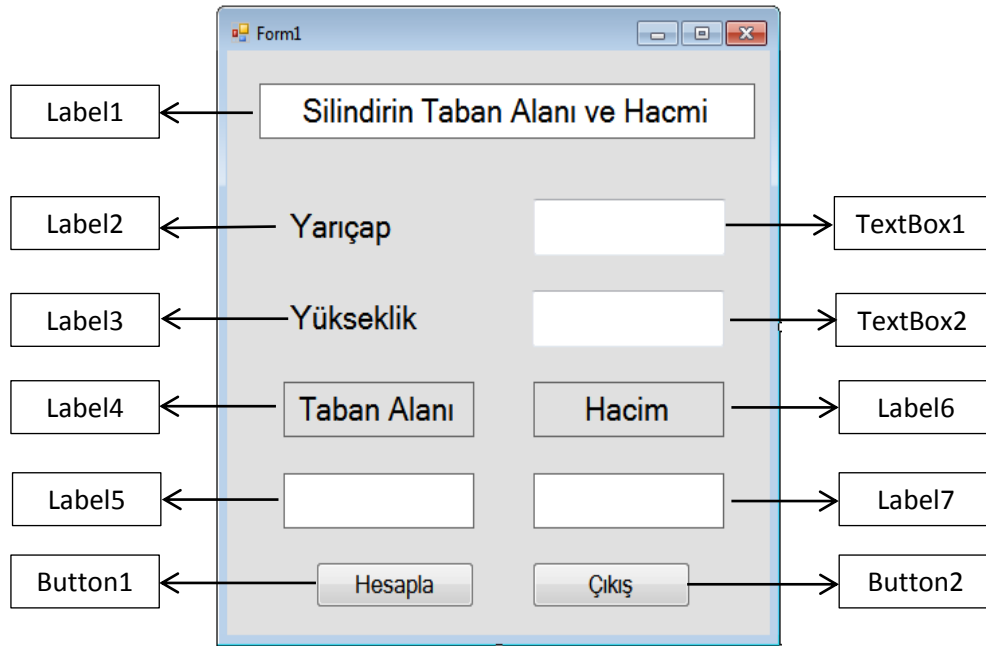 Form1
Label1
Silindirin Taban Alanı ve Hacmi
Label2
Yarıçap
TextBox1
Label3
Yükseklik
TextBox2
Label4
Taban Alanı
Hacim
Label6
Label5
Label7
Button1
Hesapla
Çıkış
Button2